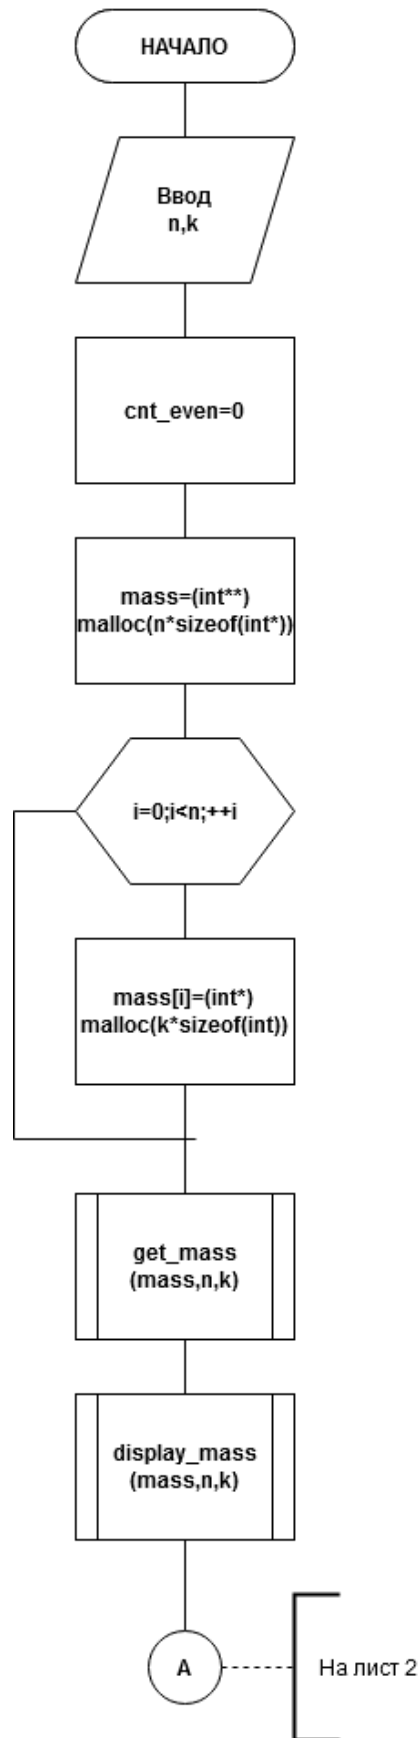 НАЧАЛО
Ввод
n,k
cnt_even=0
mass=(int**)
malloc(n*sizeof(int*))
i=0;i<n;++i
mass[i]=(int*)
malloc(k*sizeof(int))
get_mass
(mass,n,k)
display_mass
(mass,n,k)
А
На лист 2